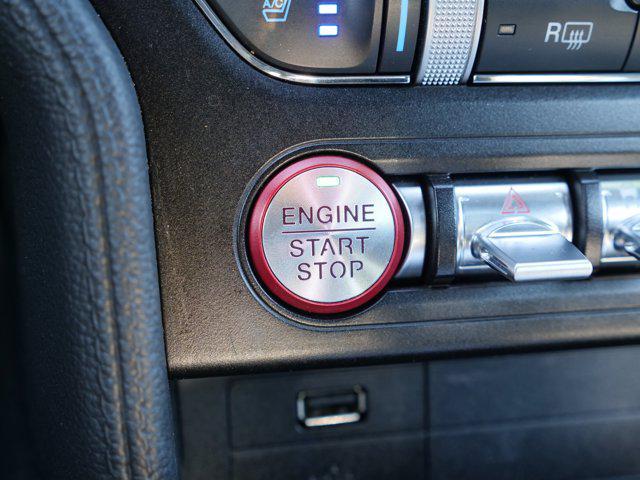 A/C
R
ENGINE
START
STOP